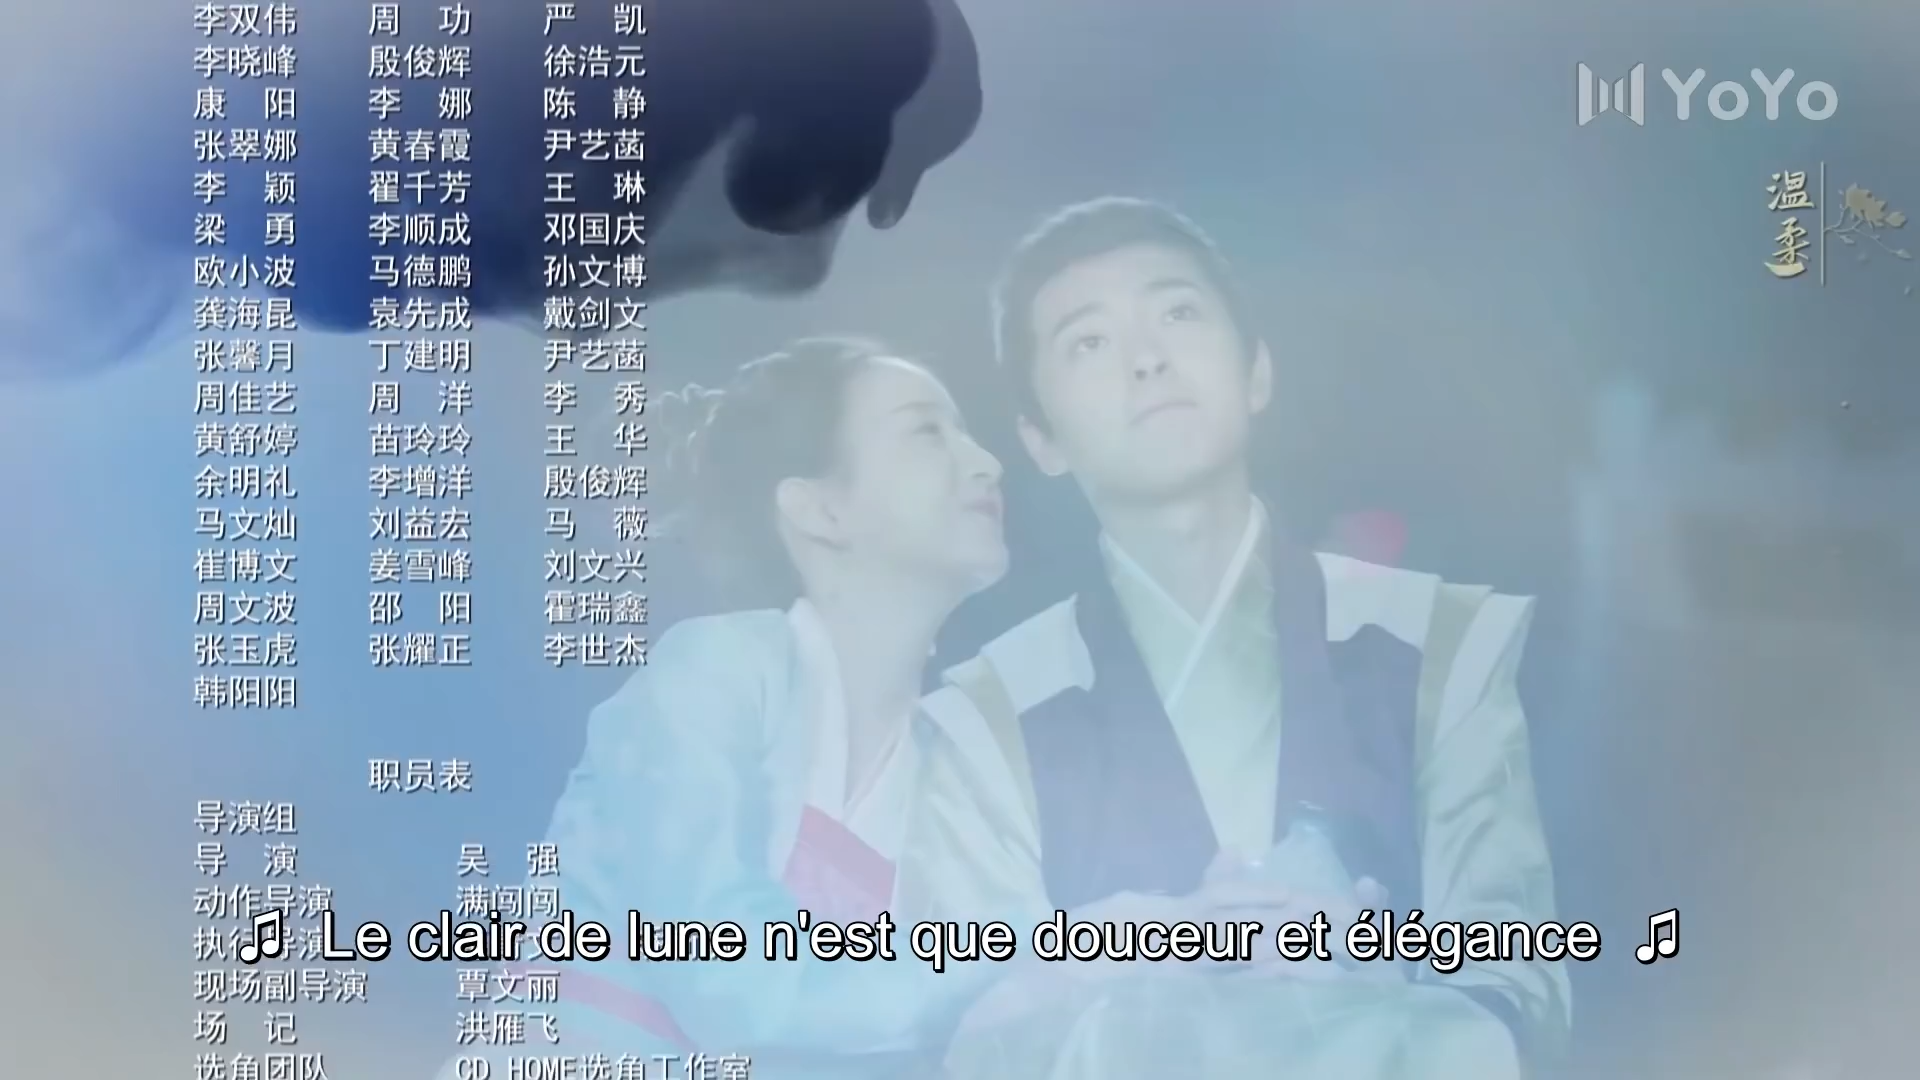 李双伟 周 功 严 凯
李晓峰 殷俊辉 徐浩元
康 阳 李 娜 陈 静
张翠娜 黄春霞 尹艺菡
李 颖 翟千芳 王 琳
梁 勇 李顺成 邓国庆
欧小波 马德鹏 孙文博
龚海昆 袁先成 戴剑文
张馨月 丁建明 尹艺菡
周佳艺 周 洋 李 秀
黄舒婷 苗玲玲 王 华
余明礼 李增洋 殷俊辉
马文灿 刘益宏 马 薇
崔博文 姜雪峰 刘文兴
周文波 邵 阳 霍瑞鑫
张玉虎 张耀正 李世杰
韩阳阳
职员表
导演组
导 演 吴 强
动作导演 满闯闯
执行导演
现场副导演 覃文丽
场 记 洪雁飞
选角团队 CD HOME选角工作室
♫ Le clair de lune n'est que douceur et élégance ♫
YoYo
温柔